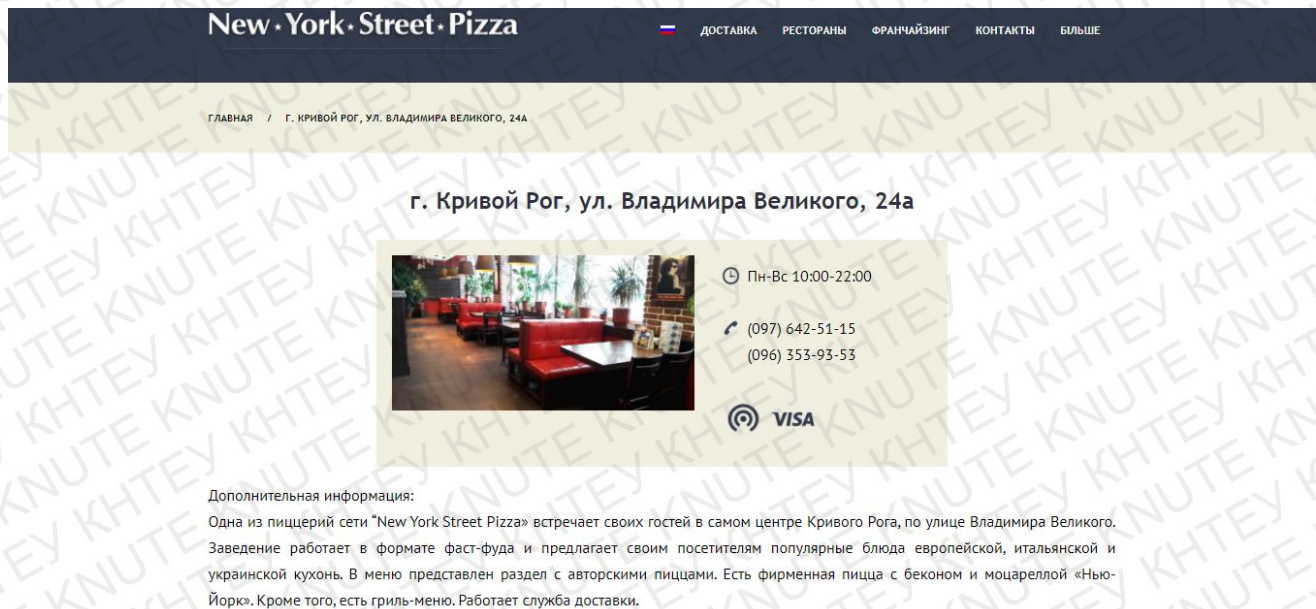 New * York * Street * Pizza
ДОСТАВКА РЕСТОРАНЫ ФРАНЧАЙЗИНГ КОНТАКТЫ БІЛЬШЕ
ГЛАВНАЯ / Г. КРИВОЙ РОГ, УЛ. ВЛАДИМИРА ВЕЛИКОГО, 24А
г. Кривой Рог, ул. Владимира Великого, 24а
Пн-Вс 10:00-22:00
(097) 642-51-15
(096) 353-93-53
VISA
Дополнительная информация:
Одна из пиццерий сети “New York Street Pizza» встречает своих гостей в самом центре Кривого Рога, по улице Владимира Великого.
Заведение работает в формате фаст-фуда и предлагает своим посетителям популярные блюда европейской, итальянской и
украинской кухонь. В меню представлен раздел с авторскими пиццами. Есть фирменная пицца с беконом и моцареллой «Нью-
Йорк». Кроме того, есть гриль-меню. Работает служба доставки.
KNUTE КНТЕУ KNUTE КНТЕУ